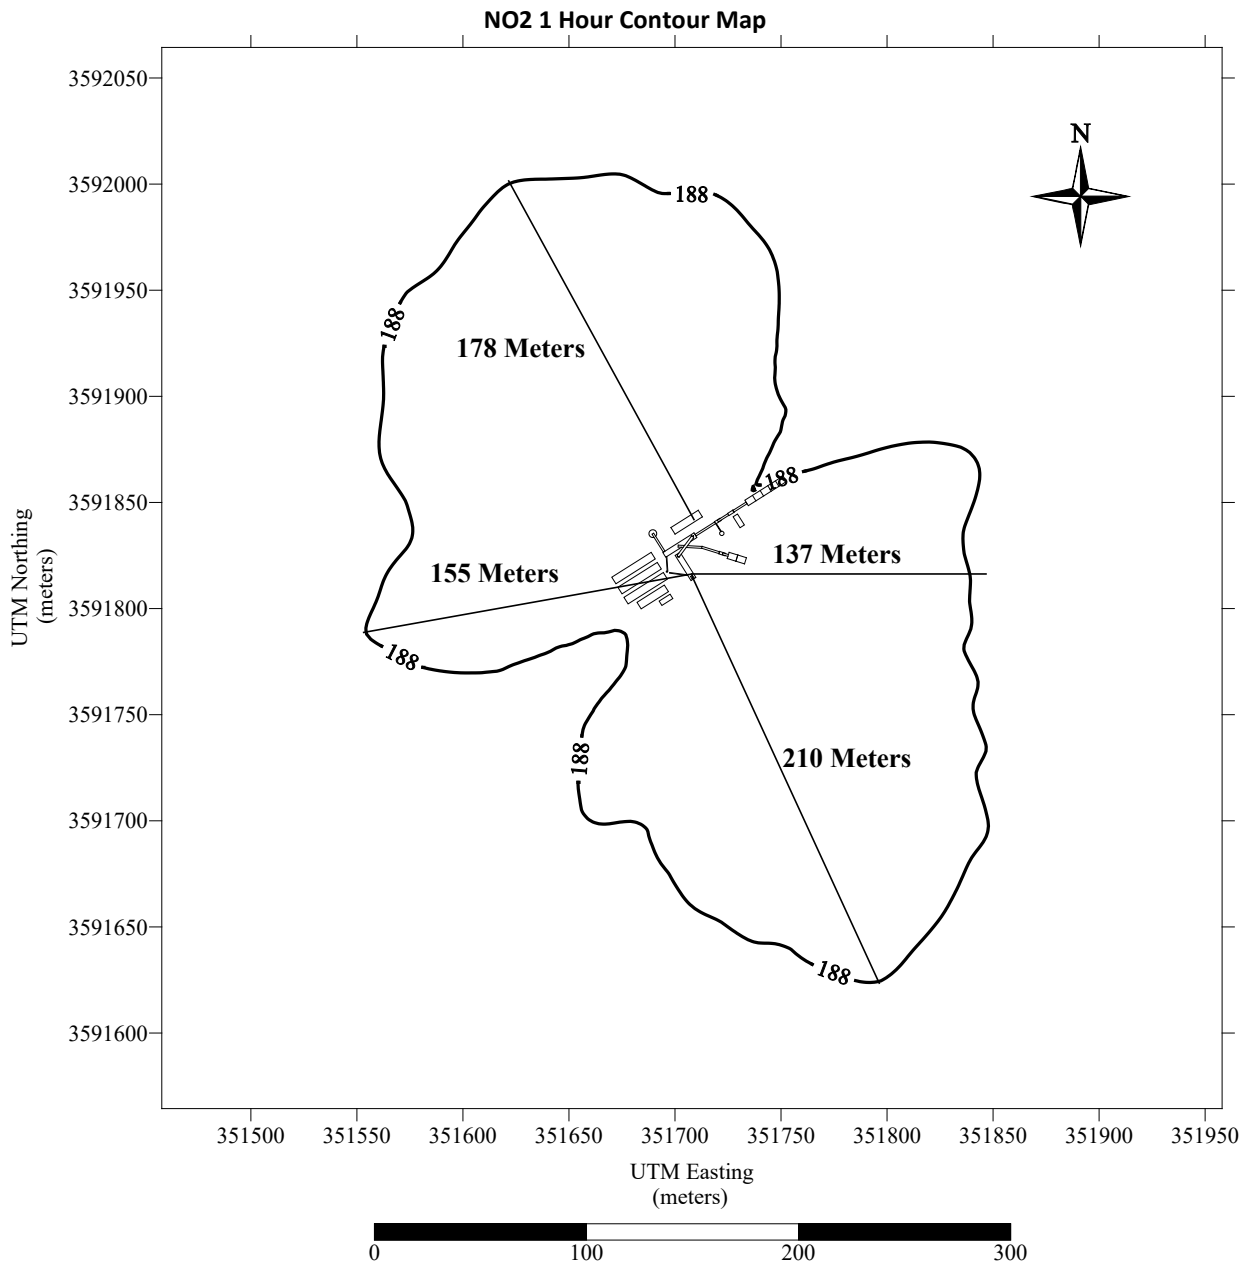 NO2 1 Hour Contour Map
3592050
3592000
3591950
3591900
3591850
3591800
3591750
3591700
3591650
3591600
UTM Northing
(meters)
N
188
188
178 Meters
188
137 Meters
155 Meters
188
188
210 Meters
188
351500 351550 351600 351650 351700 351750 351800 351850 351900 351950
UTM Easting
(meters)
0 100 200 300